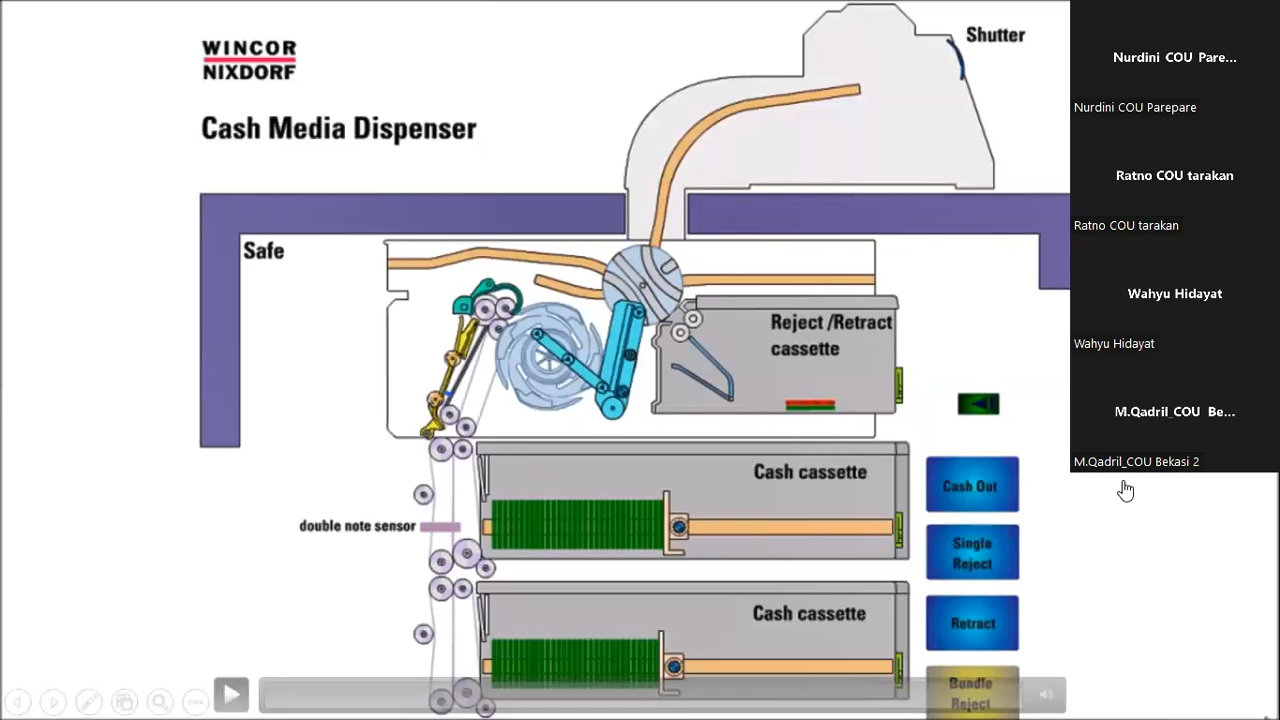 WINCOR
NIXDORF
Cash Media Dispenser
Shutter
Safe
Reject /Retract
cassette
Cash cassette
double note sensor
Cash cassette
Cash Out
Single
Reject
Retract
Bundle
Reject
Nurdini COU Pare...
Nurdini COU Parepare
Ratno COU tarakan
Ratno COU tarakan
Wahyu Hidayat
Wahyu Hidayat
M.Qadril_COU Be...
M.Qadril_COU Bekasi 2